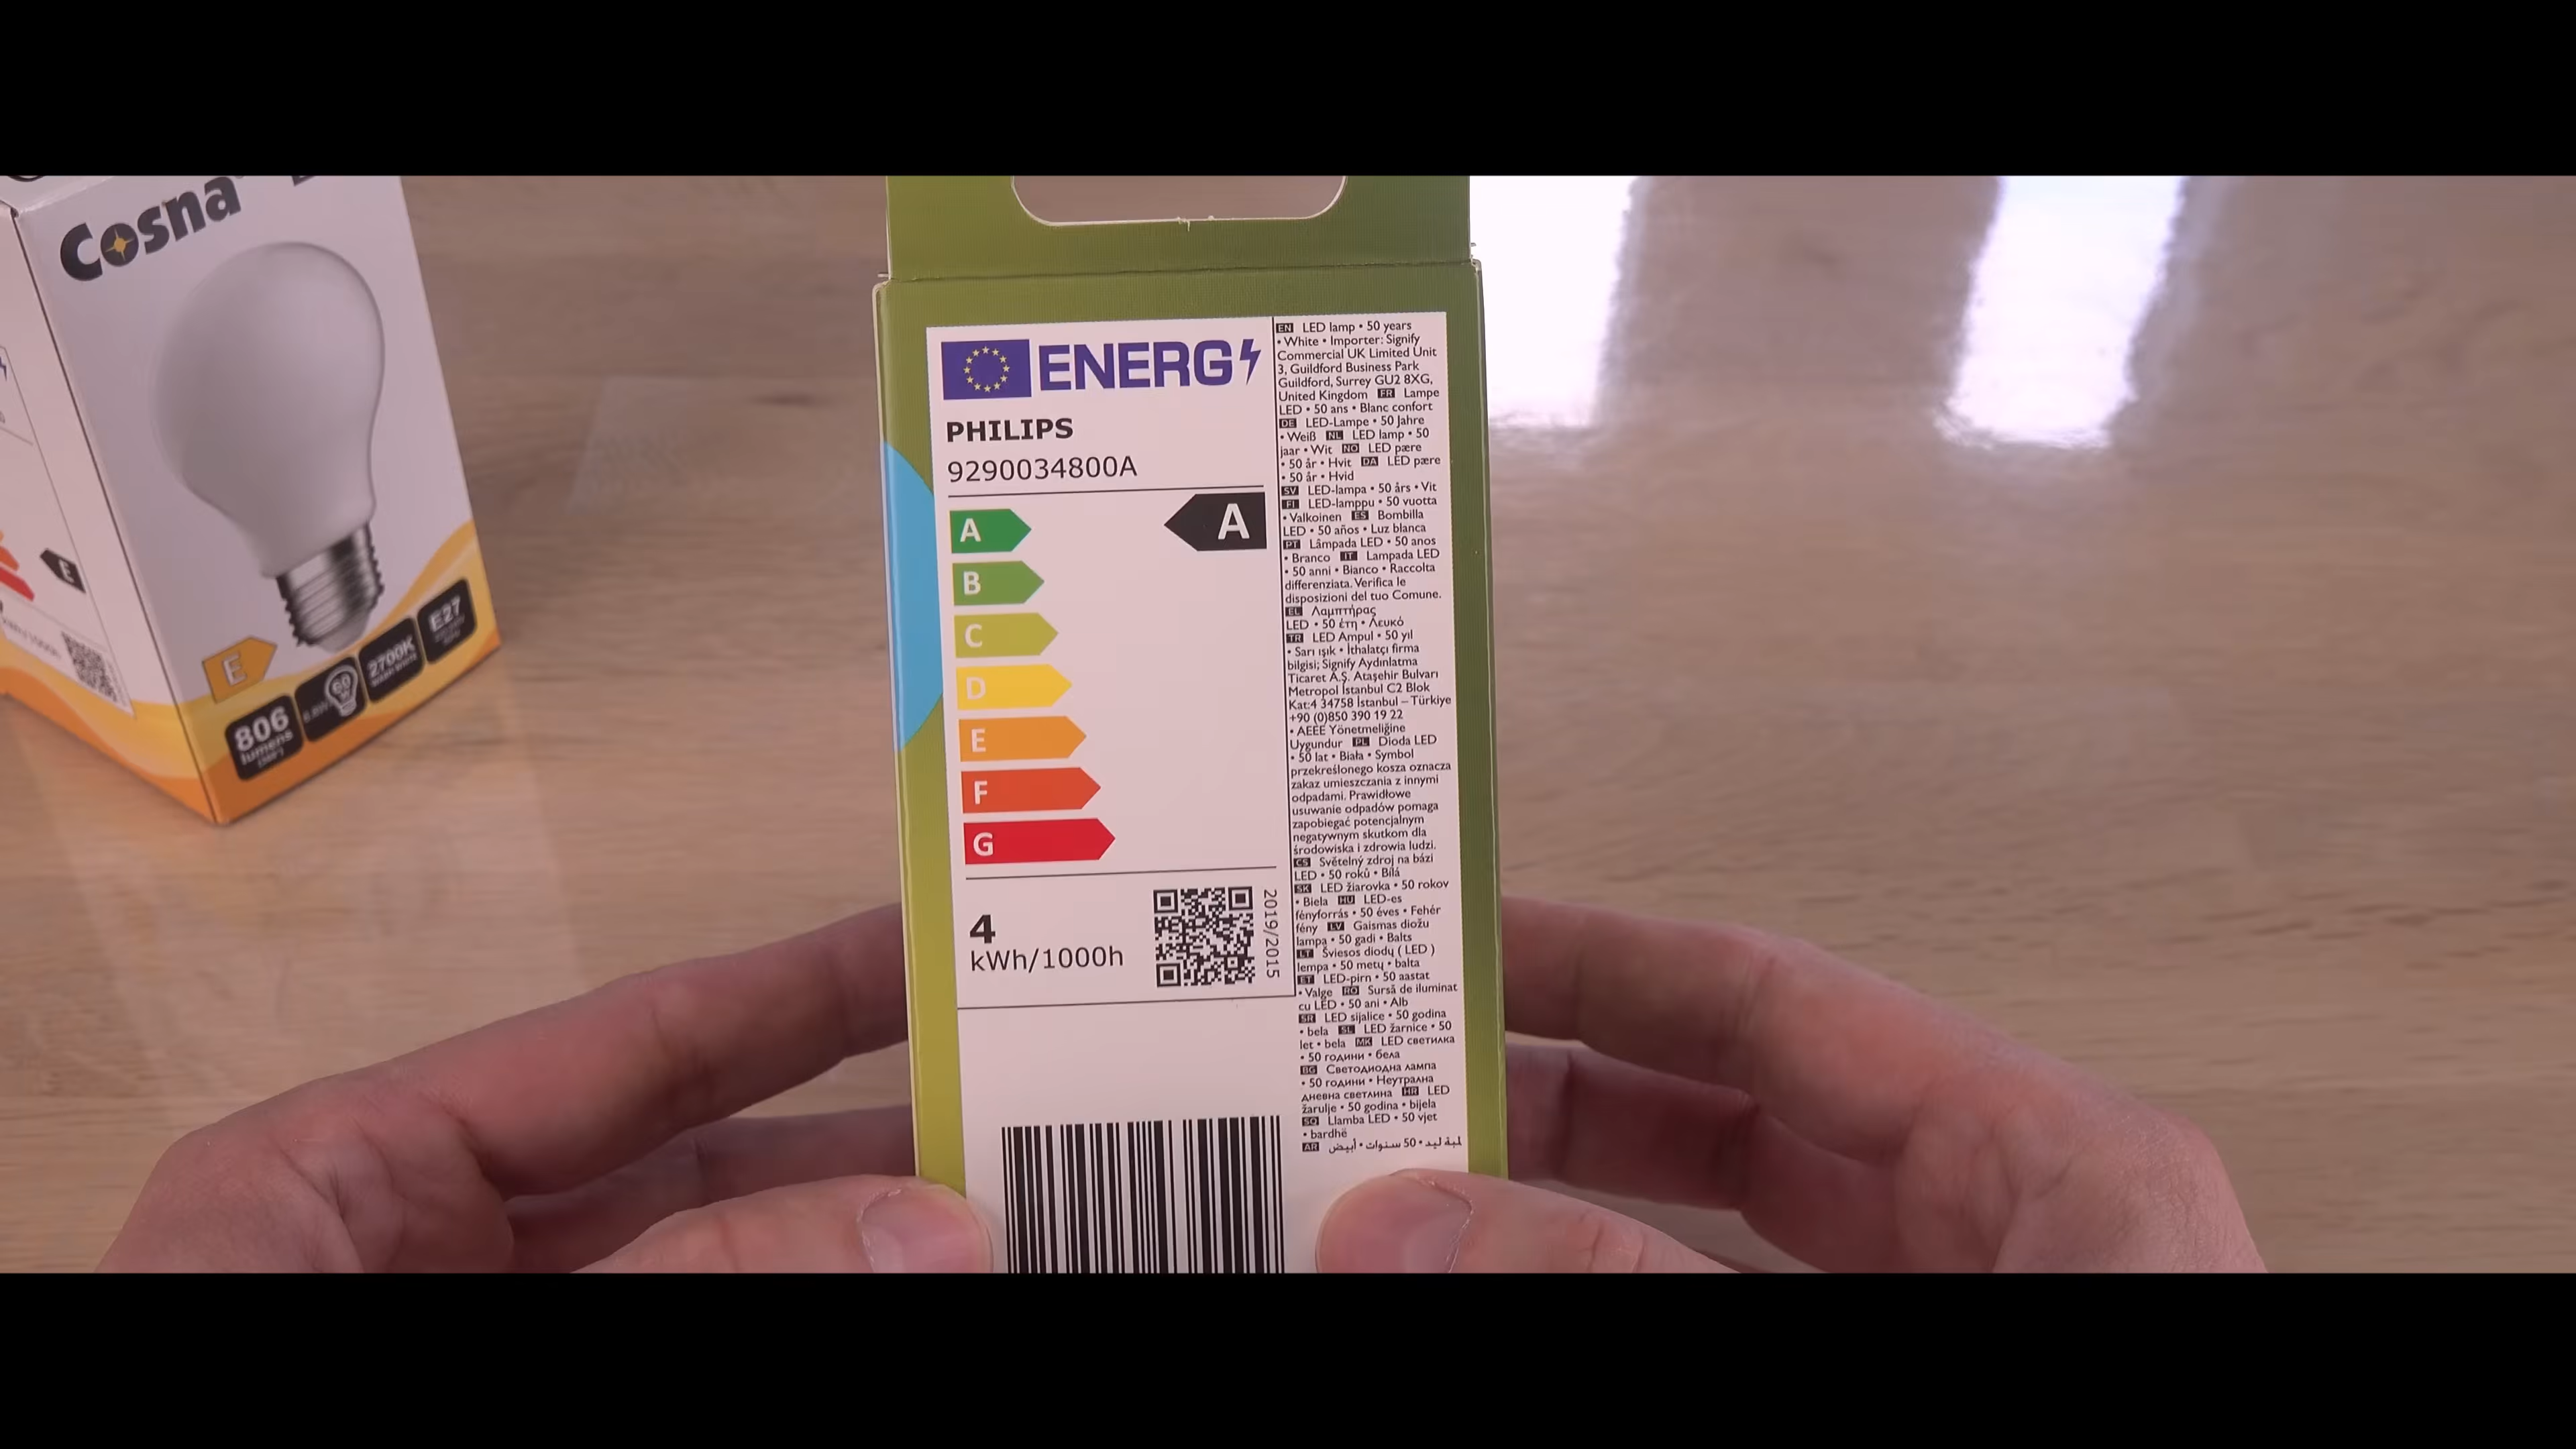 Cosna
E
E
806
lumens
60
2700K
WARM WHITE
E27
ENERG
PHILIPS
9290034800A
A
A
B
C
D
E
F
G
4
kWh/1000h
2019/2015
EN LED lamp • 50 years
• White • Importer: Signify
Commercial UK Limited Unit
3, Guildford Business Park
Guildford, Surrey GU2 8XG,
United Kingdom FR Lampe
LED • 50 ans • Blanc confort
DE LED-Lampe • 50 Jahre
• Weiß NL LED lamp • 50
jaar • Wit NO LED pære
• 50 år • Hvit DA LED pære
• 50 år • Hvid
SV LED-lampa • 50 års • Vit
FI LED-lamppu • 50 vuotta
• Valkoinen ES Bombilla
LED • 50 años • Luz blanca
PT Lâmpada LED • 50 anos
• Branco IT Lampada LED
• 50 anni • Bianco • Raccolta
differenziata. Verifica le
disposizioni del tuo Comune.
EL Λαμπτήρας
LED • 50 έτη • Λευκό
TR LED Ampul • 50 yıl
• Sarı ışık • İthalatçı firma
bilgisi; Signify Aydınlatma
Ticaret A.Ş. Ataşehir Bulvarı
Metropol İstanbul C2 Blok
Kat:4 34758 İstanbul – Türkiye
+90 (0)850 390 19 22
• AEEE Yönetmeliğine
Uygundur PL Dioda LED
• 50 lat • Biała • Symbol
przekreślonego kosza oznacza
zakaz umieszczania z innymi
odpadami. Prawidłowe
usuwanie odpadów pomaga
zapobiegać potencjalnym
negatywnym skutkom dla
środowiska i zdrowia ludzi.
CS Světelný zdroj na bázi
LED • 50 roků • Bílá
SK LED žiarovka • 50 rokov
• Biela HU LED-es
fényforrás • 50 éves • Fehér
fény LV Gaismas diožu
lampa • 50 gadi • Balts
LT Šviesos diodų ( LED )
lempa • 50 metų • balta
ET LED-pirn • 50 aastat
• Valge RO Sursă de iluminat
cu LED • 50 ani • Alb
SR LED sijalice • 50 godina
• bela SL LED žarnice • 50
let • bela MK LED светилка
• 50 години • бела
BG Светодиодна лампа
• 50 години • Неутрална
дневна светлина HR LED
žarulje • 50 godina • bijela
SQ Llamba LED • 50 vjet
• bardhë
AR لمبة ليد • 50 سنوات • أبيض